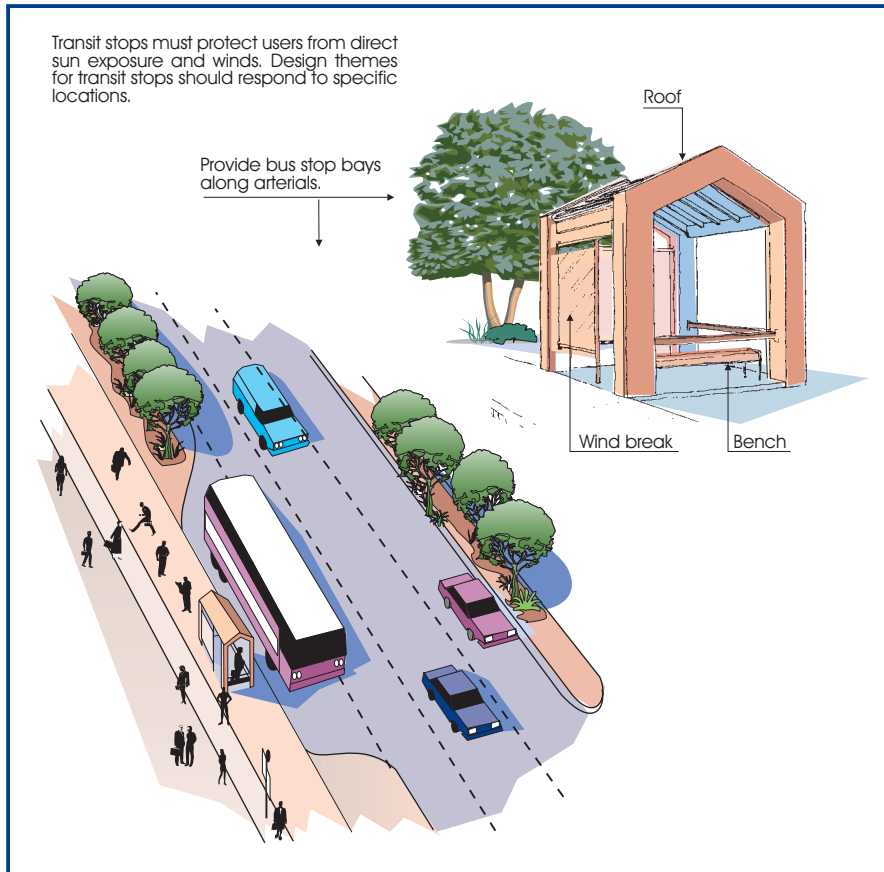 Transit stops must protect users from direct
sun exposure and winds. Design themes
for transit stops should respond to specific
locations.
Roof
Provide bus stop bays
along arterials.
Wind break
Bench